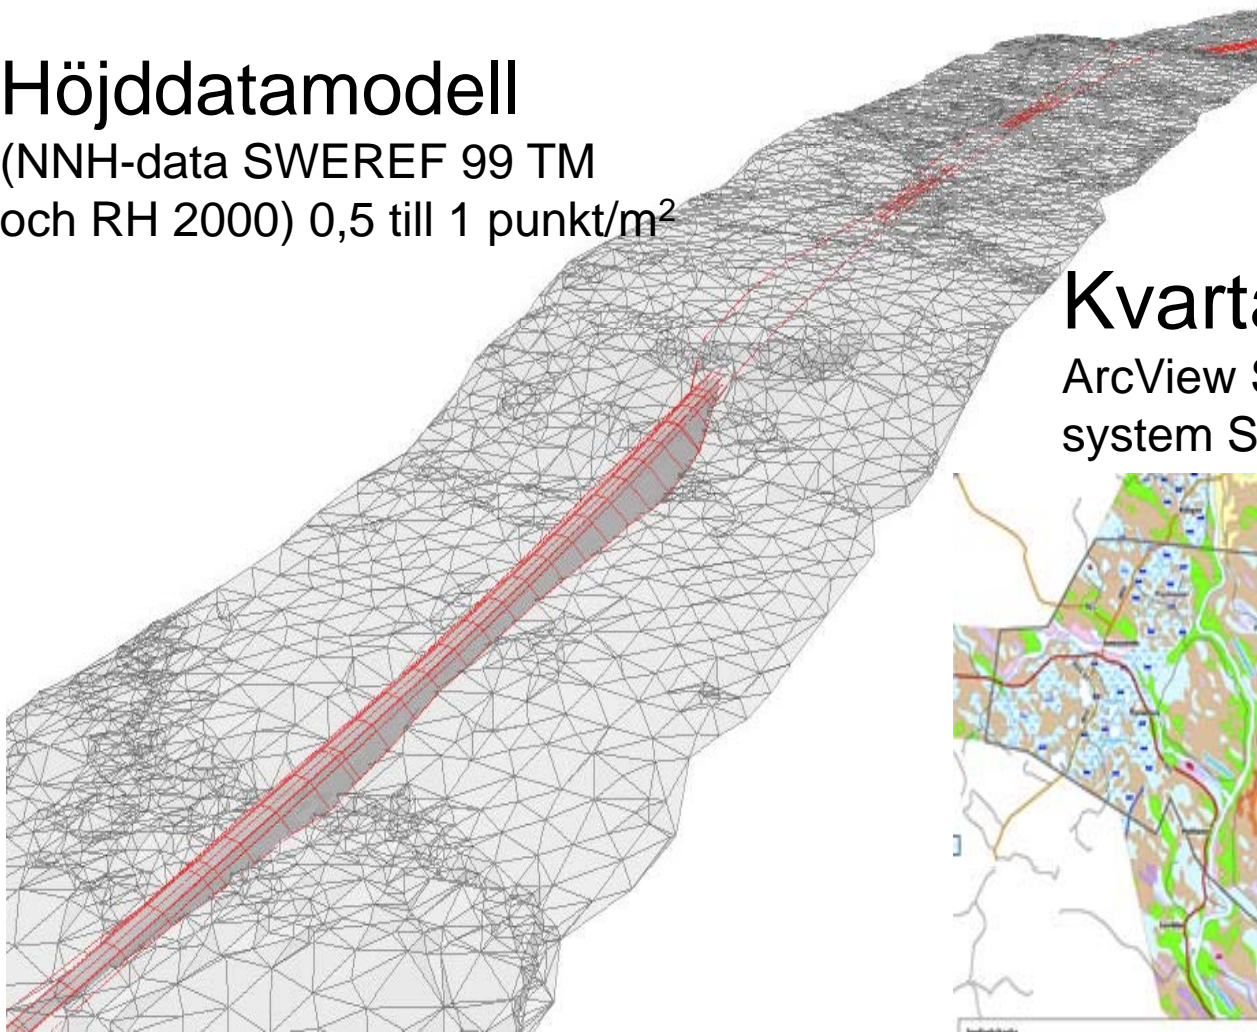 Höjddatamodell
(NNH-data SWEREF 99 TM
och RH 2000) 0,5 till 1 punkt/m²
Kvarta
ArcView S
system S